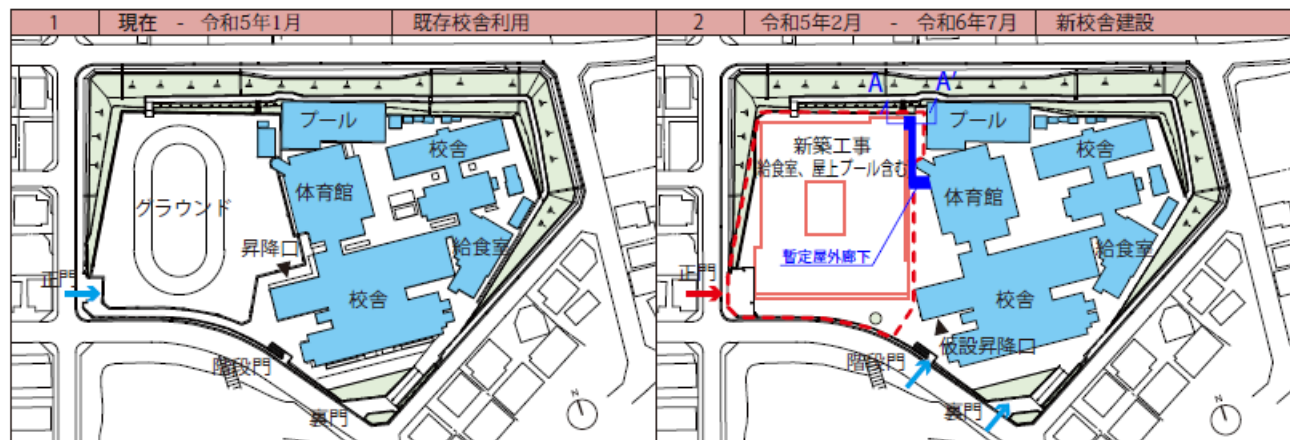 1 現在 - 令和5年1月 既存校舎利用
プール
校舎
体育館
グラウンド
昇降口
給食室
正門
校舎
階段門
裏門
N
2 令和5年2月 - 令和6年7月 新校舎建設
A A'
プール
新築工事
給食室、屋上プール含む
校舎
体育館
暫定屋外廊下
給食室
正門
校舎
仮設昇降口
階段門
裏門
N